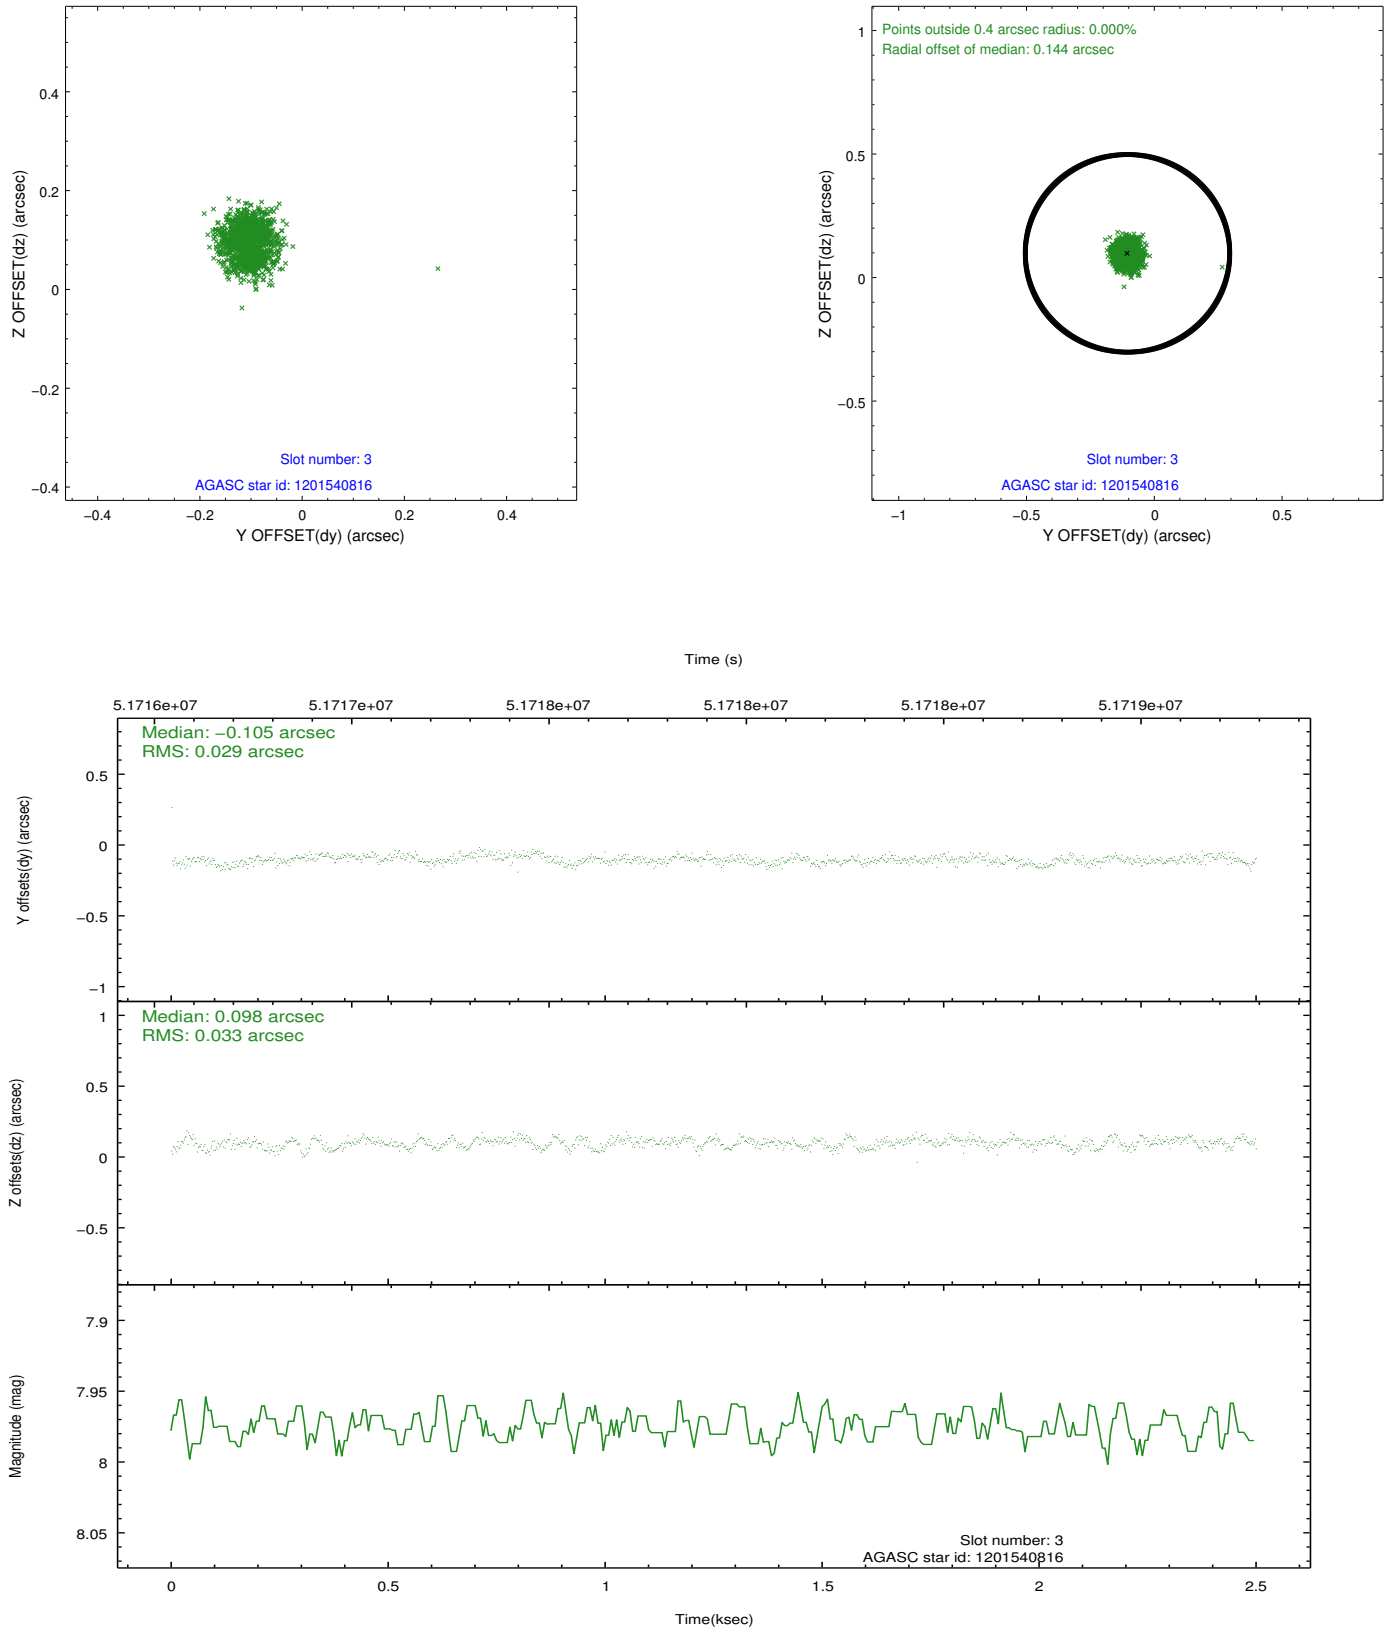 0.4
0.2
0
−0.2
−0.4
Z OFFSET(dz) (arcsec)
Slot number: 3
AGASC star id: 1201540816
−0.4
−0.2
0
0.2
0.4
Y OFFSET(dy) (arcsec)
Points outside 0.4 arcsec radius: 0.000%
Radial offset of median: 0.144 arcsec
1
0.5
0
−0.5
Z OFFSET(dz) (arcsec)
Slot number: 3
AGASC star id: 1201540816
−1
−0.5
0
0.5
Y OFFSET(dy) (arcsec)
Time (s)
5.1716e+07
5.1717e+07
5.1718e+07
5.1718e+07
5.1718e+07
5.1719e+07
Median: −0.105 arcsec
RMS: 0.029 arcsec
0.5
0
−0.5
−1
Y offsets(dy) (arcsec)
Median: 0.098 arcsec
RMS: 0.033 arcsec
1
0.5
0
−0.5
Z offsets(dz) (arcsec)
7.9
7.95
8
8.05
Magnitude (mag)
Slot number: 3
AGASC star id: 1201540816
0
0.5
1
1.5
2
2.5
Time(ksec)